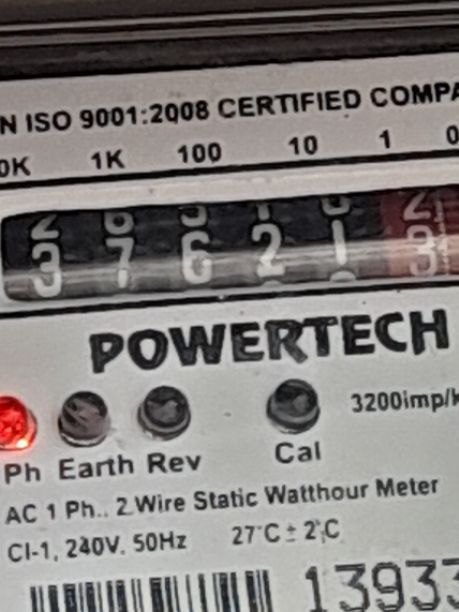 N ISO 9001:2008 CERTIFIED COMPA
0K 1K 100 10 1 0
3 7 6 2 1 3
POWERTECH
3200imp/k
Ph Earth Rev Cal
AC 1 Ph.. 2 Wire Static Watthour Meter
Cl-1, 240V. 50Hz 27°C ± 2°C
13933